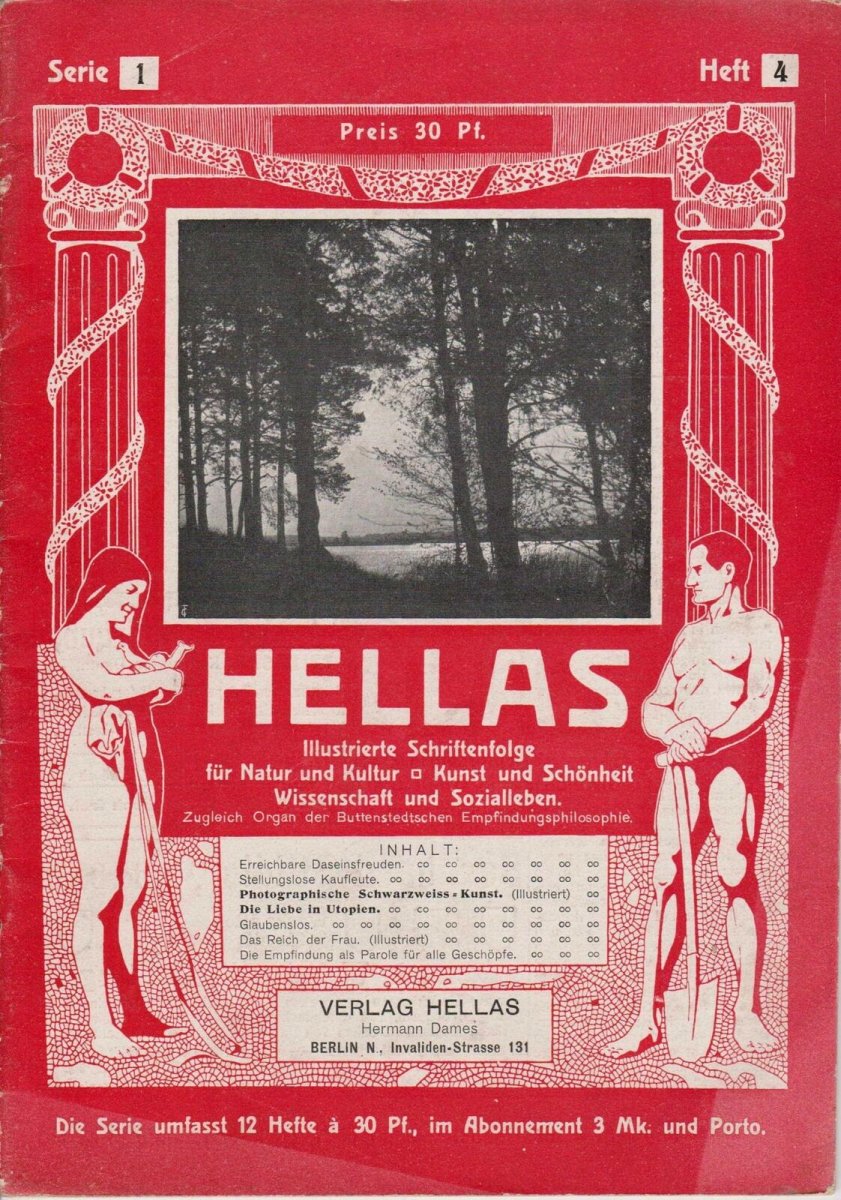 Serie 1
Heft 4
Preis 30 Pf.
HELLAS
Illustrierte Schriftenfolge
für Natur und Kultur ¤ Kunst und Schönheit
Wissenschaft und Sozialleben.
Zugleich Organ der Buttenstedtschen Empfindungsphilosophie.
INHALT:
Erreichbare Daseinsfreuden. ∞ ∞ ∞ ∞ ∞ ∞ ∞
Stellungslose Kaufleute. ∞ ∞ ∞ ∞ ∞ ∞ ∞ ∞
Photographische Schwarzweiss-Kunst. (Illustriert) ∞
Die Liebe in Utopien. ∞ ∞ ∞ ∞ ∞ ∞ ∞ ∞
Glaubenslos. ∞ ∞ ∞ ∞ ∞ ∞ ∞ ∞ ∞ ∞
Das Reich der Frau. (Illustriert) ∞ ∞ ∞ ∞ ∞ ∞
Die Empfindung als Parole für alle Geschöpfe. ∞ ∞ ∞
VERLAG HELLAS
Hermann Dames
BERLIN N., Invaliden-Strasse 131
Die Serie umfasst 12 Hefte à 30 Pf., im Abonnement 3 Mk. und Porto.